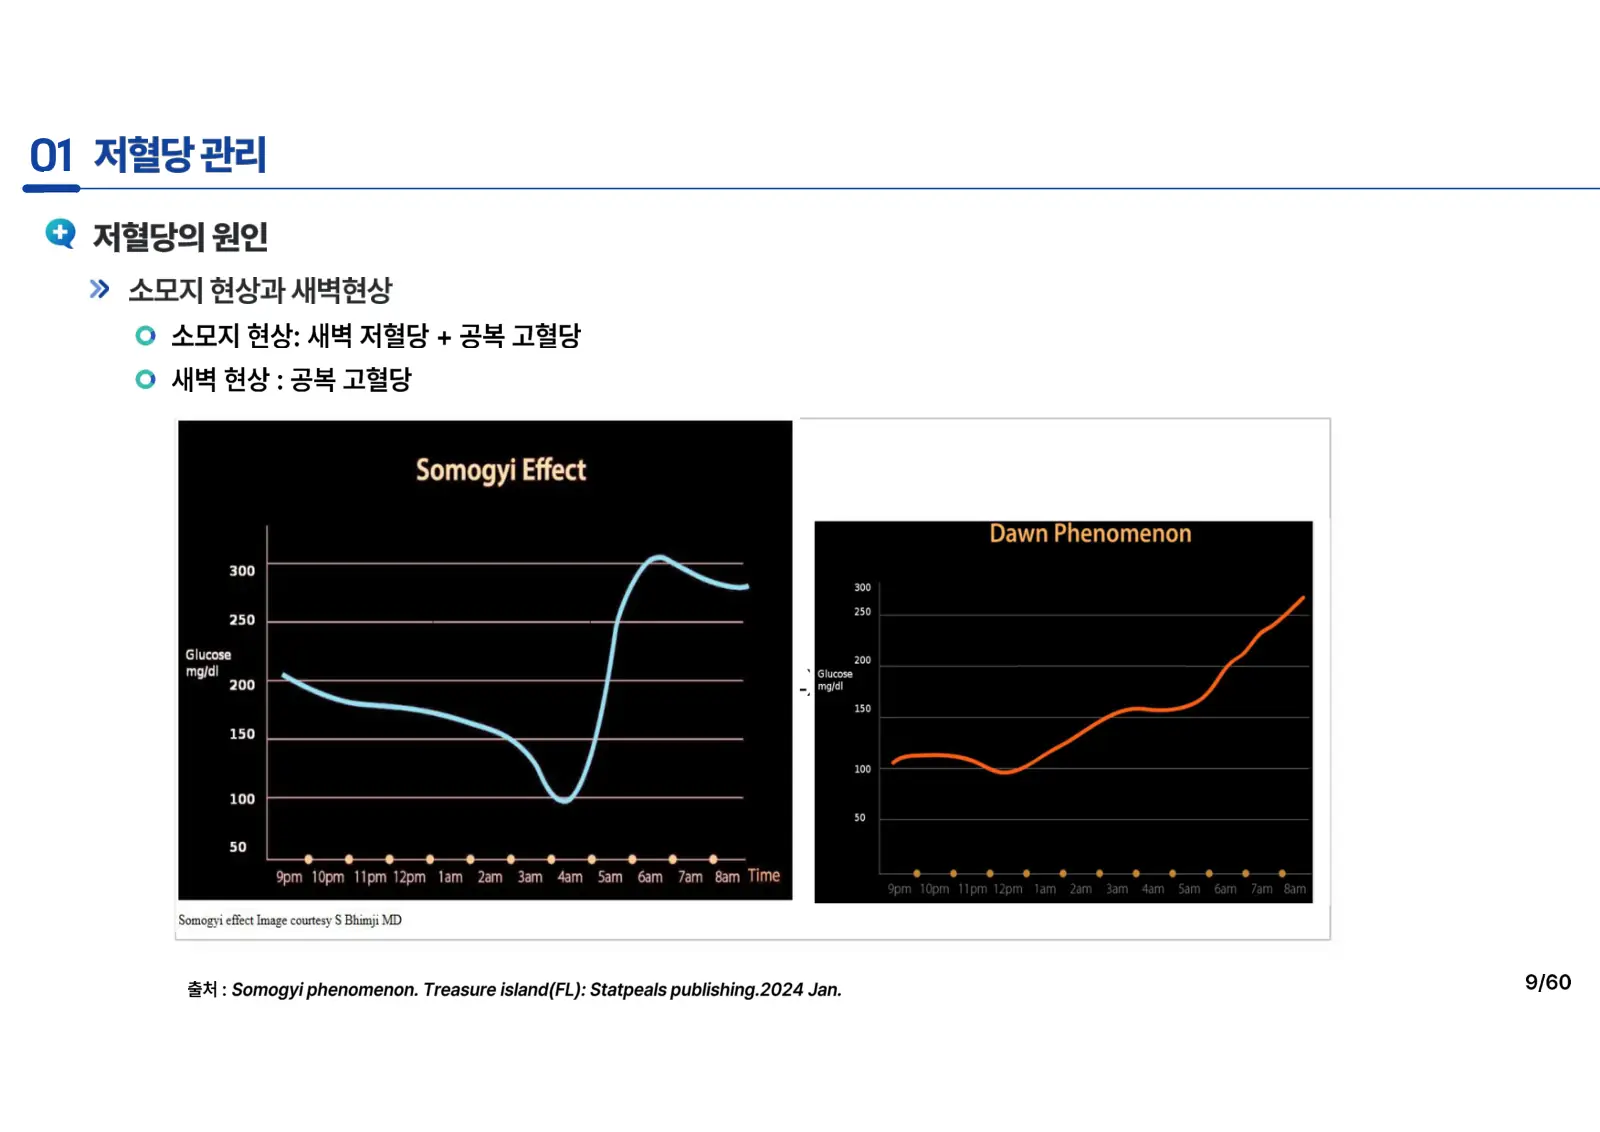 01 저혈당 관리
저혈당의 원인
소모지 현상과 새벽현상
소모지 현상: 새벽 저혈당 + 공복 고혈당
새벽 현상 : 공복 고혈당
Somogyi Effect
300
250
Glucose
mg/dl
200
150
100
50
9pm 10pm 11pm 12pm 1am 2am 3am 4am 5am 6am 7am 8am Time
Somogyi effect Image courtesy S Bhimji MD
Dawn Phenomenon
300
250
200
Glucose
mg/dl
150
100
50
9pm 10pm 11pm 12pm 1am 2am 3am 4am 5am 6am 7am 8am
출처 : Somogyi phenomenon. Treasure island(FL): Statpeals publishing.2024 Jan.
9/60